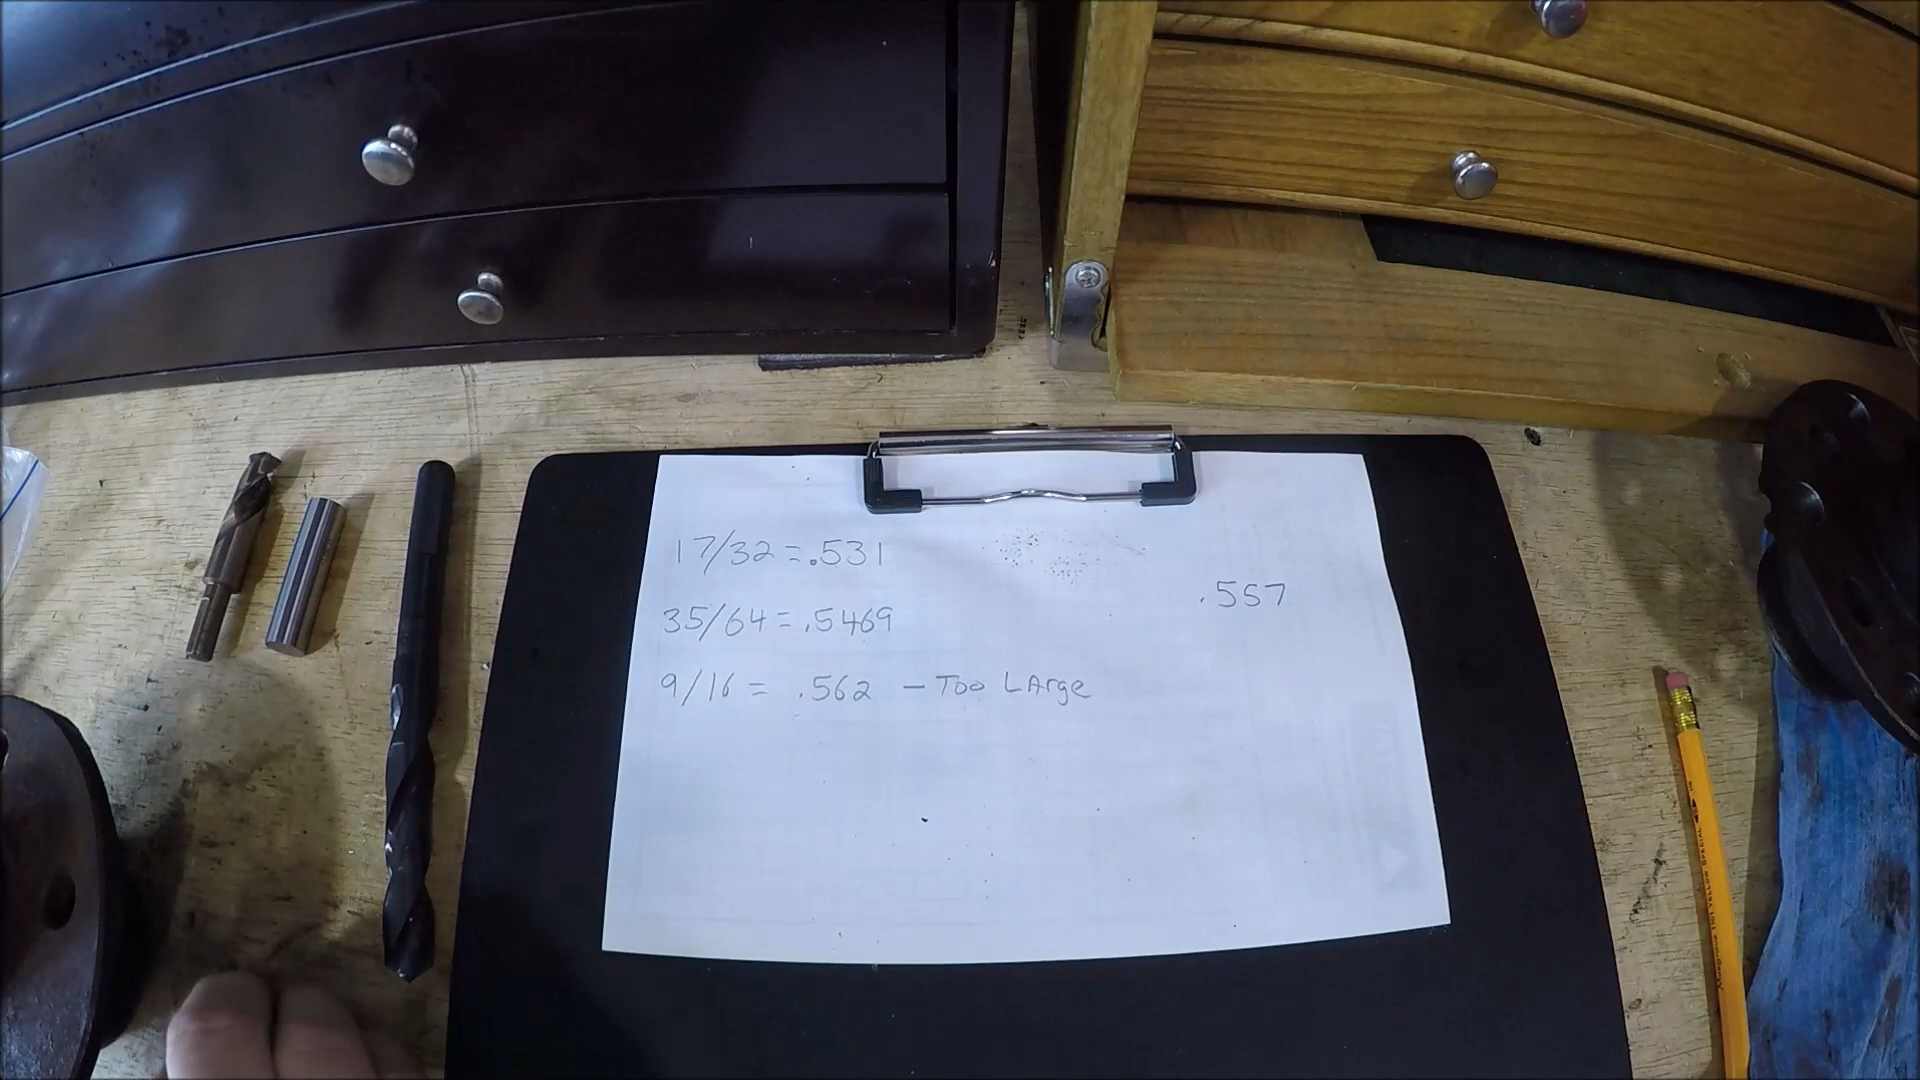 17/32 = .531
.557
35/64 = .5469
9/16 = .562 – Too LArge